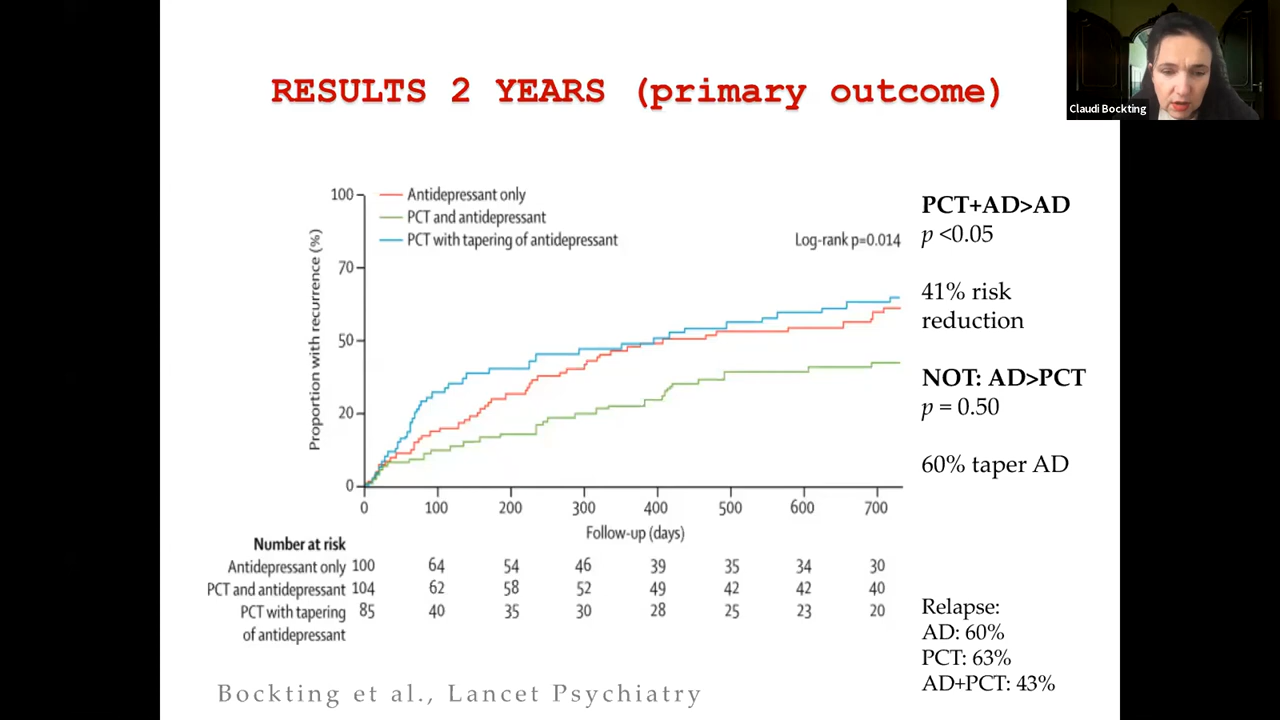 RESULTS 2 YEARS (primary outcome)
Claudi Bockting
100
70
50
20
0
Proportion with recurrence (%)
Antidepressant only
PCT and antidepressant
PCT with tapering of antidepressant
Log-rank p=0.014
0 100 200 300 400 500 600 700
Follow-up (days)
Number at risk
Antidepressant only 100 64 54 46 39 35 34 30
PCT and antidepressant 104 62 58 52 49 42 42 40
PCT with tapering 85 40 35 30 28 25 23 20
of antidepressant
PCT+AD>AD
p <0.05
41% risk
reduction
NOT: AD>PCT
p = 0.50
60% taper AD
Relapse:
AD: 60%
PCT: 63%
AD+PCT: 43%
Bockting et al., Lancet Psychiatry